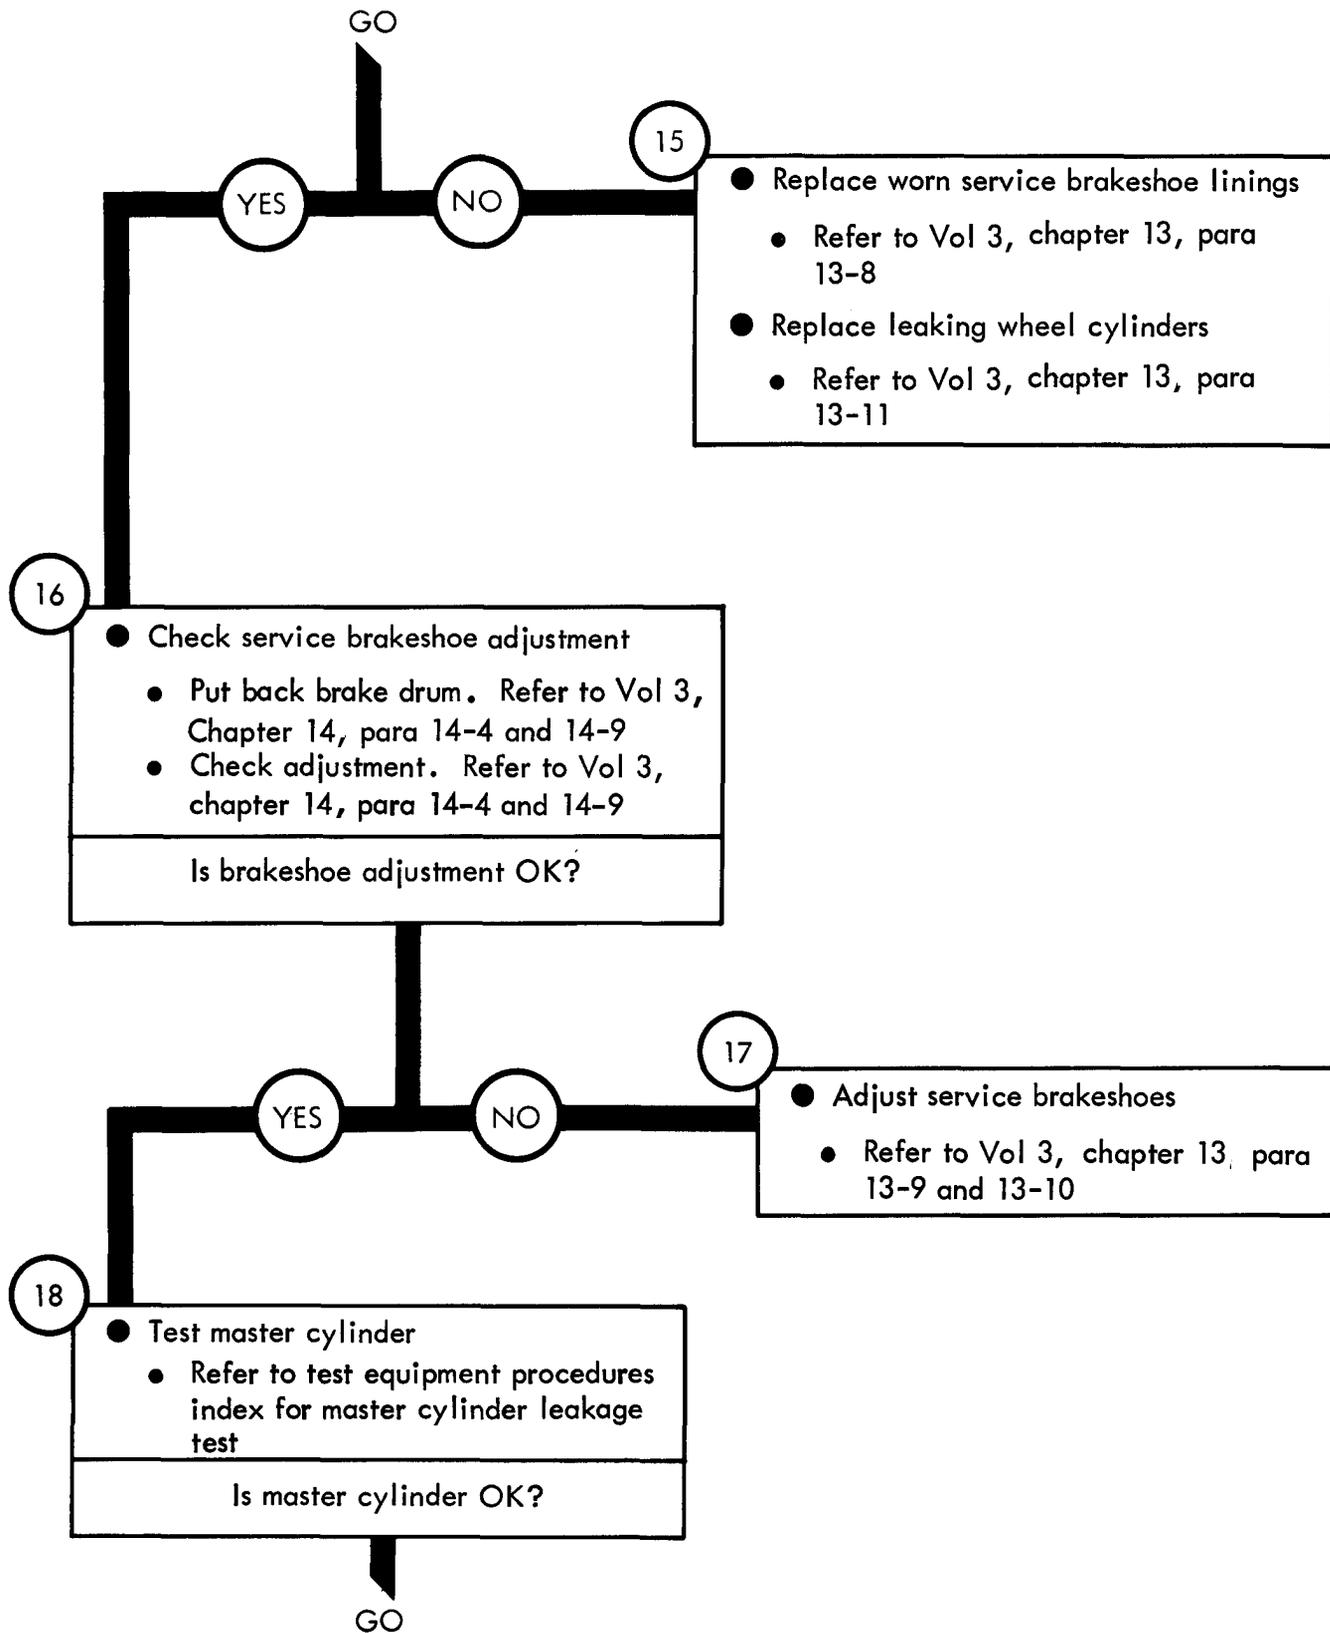 GO
YES
NO
15
● Replace worn service brakeshoe linings
● Refer to Vol 3, chapter 13, para
13-8
● Replace leaking wheel cylinders
● Refer to Vol 3, chapter 13, para
13-11
16
● Check service brakeshoe adjustment
● Put back brake drum. Refer to Vol 3,
Chapter 14, para 14-4 and 14-9
● Check adjustment. Refer to Vol 3,
chapter 14, para 14-4 and 14-9
Is brakeshoe adjustment OK?
YES
NO
17
● Adjust service brakeshoes
● Refer to Vol 3, chapter 13, para
13-9 and 13-10
18
● Test master cylinder
● Refer to test equipment procedures
index for master cylinder leakage
test
Is master cylinder OK?
GO